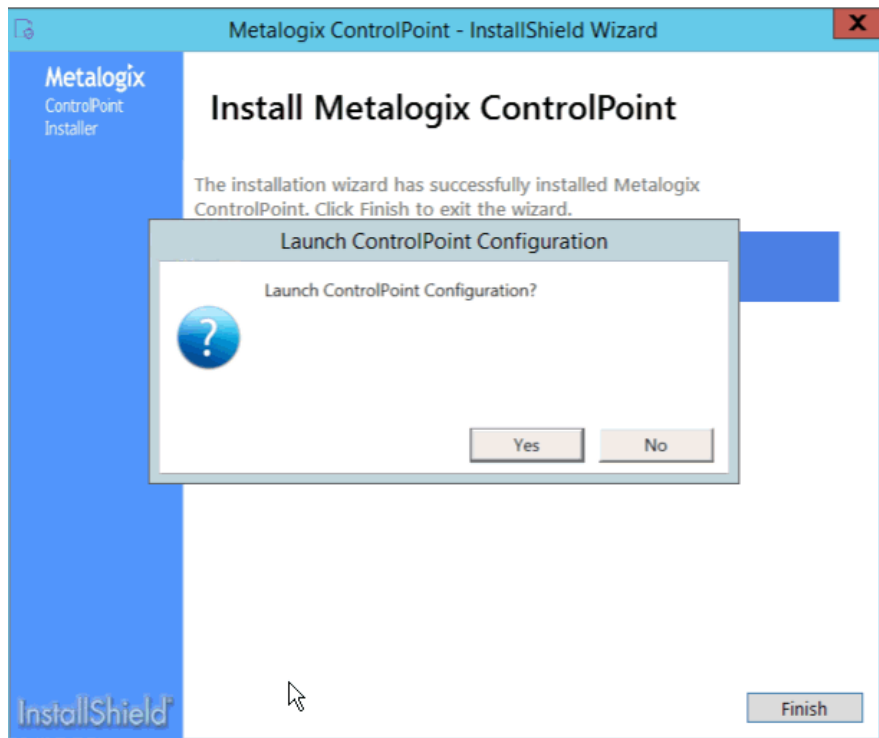 Metalogix ControlPoint - InstallShield Wizard
X
Metalogix
ControlPoint
Installer
Install Metalogix ControlPoint
The installation wizard has successfully installed Metalogix
ControlPoint. Click Finish to exit the wizard.
Launch ControlPoint Configuration
Launch ControlPoint Configuration?
?
Yes
No
InstallShield
Finish